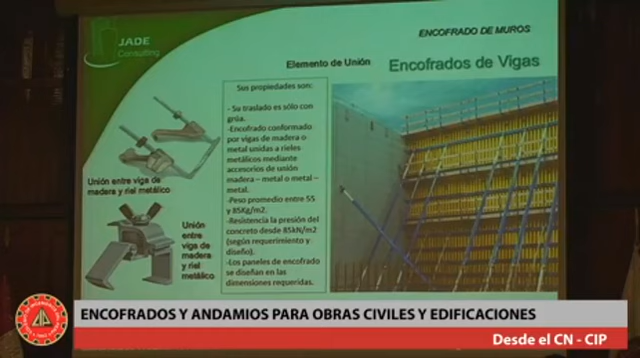 JADE
Consulting
ENCOFRADO DE MUROS
Elemento de Unión
Encofrados de Vigas
Sus propiedades son:
- Su traslado es sólo con
grúa.
-Encofrado conformado
por vigas de madera o
metal unidas a rieles
metálicos mediante
accesorios de unión
madera – metal o metal –
metal.
-Peso promedio entre 55
y 85Kg/m2.
-Resistencia la presión del
concreto desde 85kN/m2
(según requerimiento y
diseño).
-Los paneles de encofrado
se diseñan en las
dimensiones requeridas.
Unión entre viga de
madera y riel metálico
Unión
entre
viga de
madera
y riel
metálico
ENCOFRADOS Y ANDAMIOS PARA OBRAS CIVILES Y EDIFICACIONES
Desde el CN - CIP